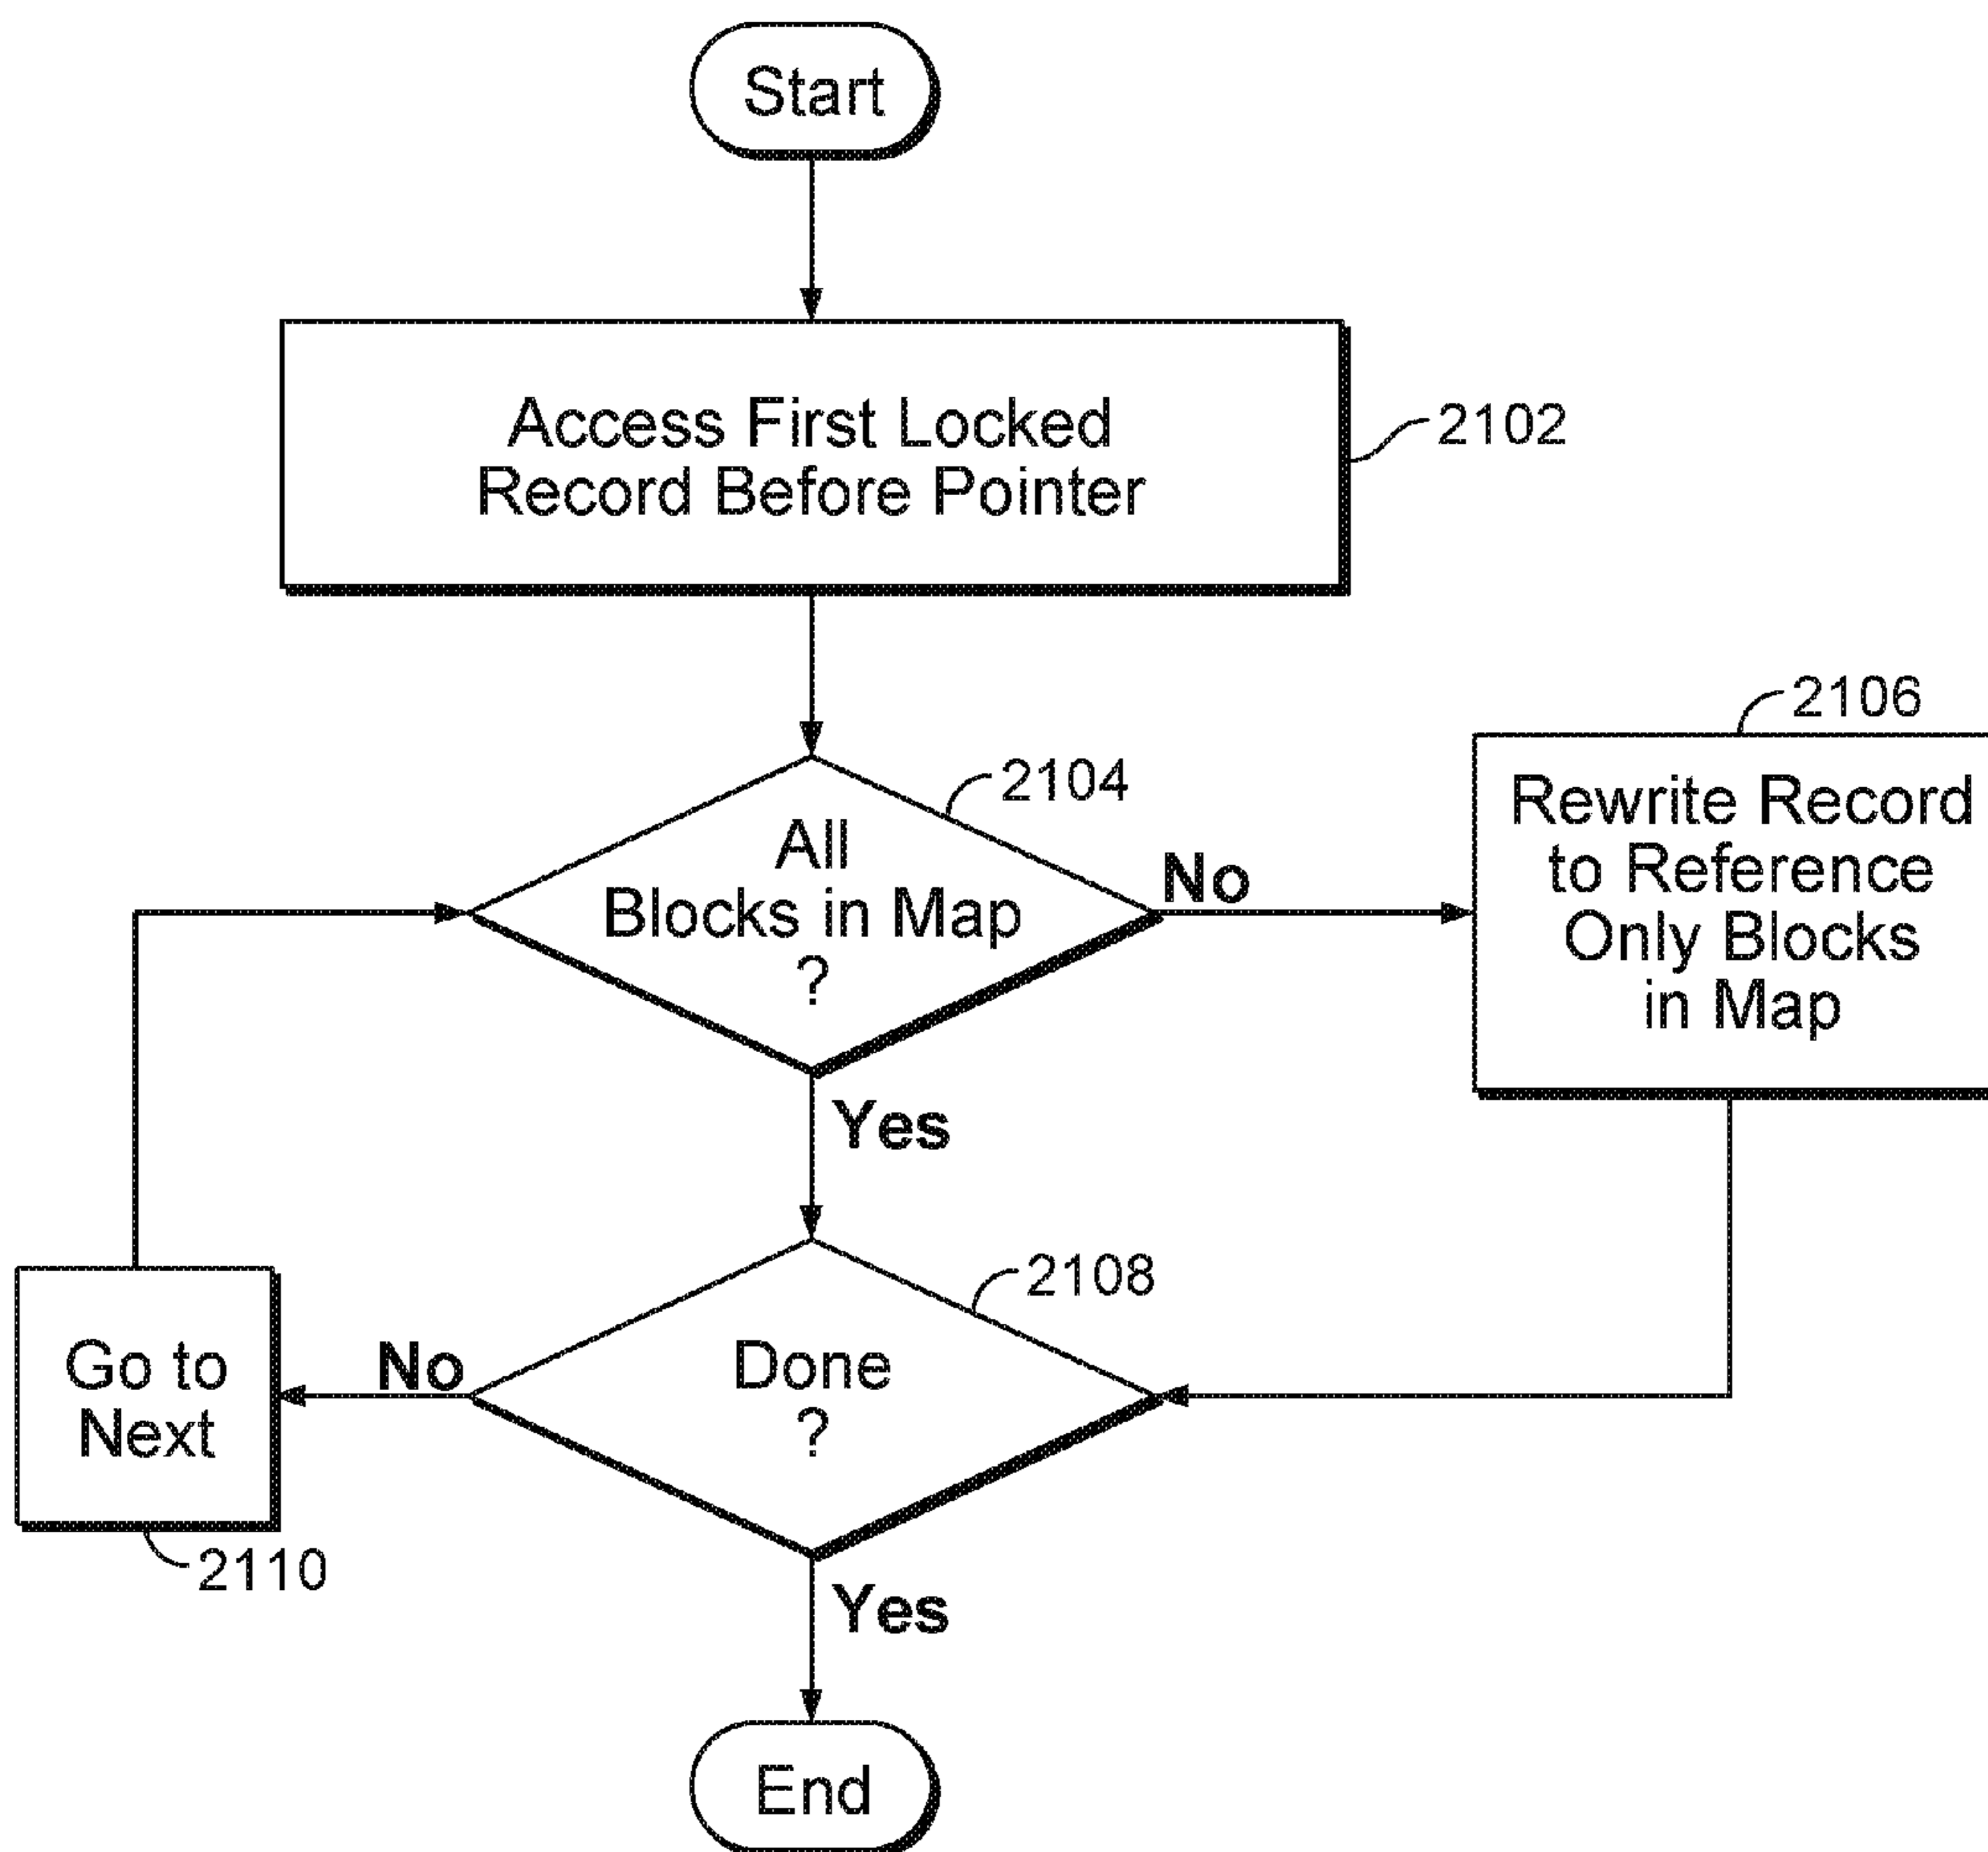 Start
Access First Locked
Record Before Pointer
2102
2104
All
Blocks in Map
?
No
2106
Rewrite Record
to Reference
Only Blocks
in Map
Yes
2108
Done
?
No
Go to
Next
2110
Yes
End